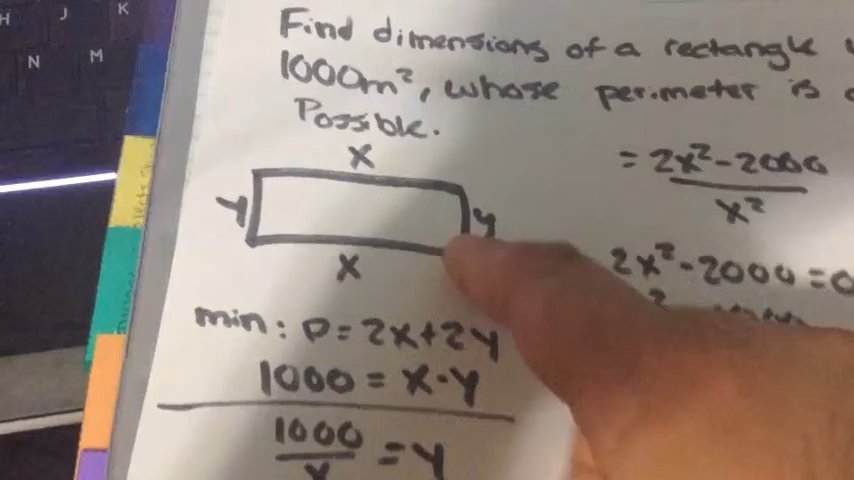 H J K
N M
Find dimensions of a rectangle
1000m², whose perimeter is
Possible.
X
y y
X
min: P=2x+2y
1000 = x·y
1000/x = y
= 2x²-2000/x²
2x²-2000=0